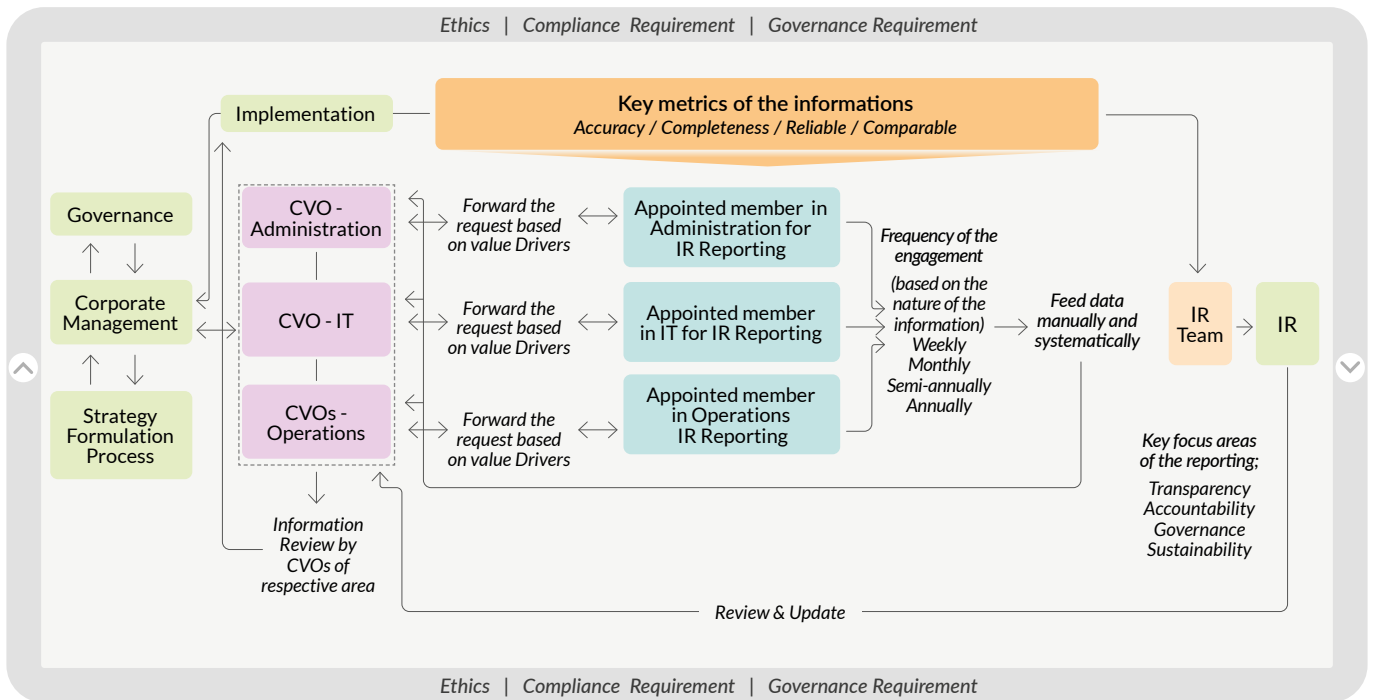 Ethics | Compliance Requirement | Governance Requirement
Implementation
Key metrics of the informations
Accuracy / Completeness / Reliable / Comparable
Governance
Corporate
Management
Strategy
Formulation
Process
CVO -
Administration
CVO - IT
CVOs -
Operations
Forward the
request based
on value Drivers
Forward the
request based
on value Drivers
Forward the
request based
on value Drivers
Appointed member in
Administration for
IR Reporting
Appointed member
in IT for IR Reporting
Appointed member
in Operations
IR Reporting
Frequency of the
engagement
(based on the
nature of the
information)
Weekly
Monthly
Semi-annually
Annually
Feed data
manually and
systematically
IR
Team
IR
Key focus areas
of the reporting;
Transparency
Accountability
Governance
Sustainability
Information
Review by
CVOs of
respective area
Review & Update
Ethics | Compliance Requirement | Governance Requirement